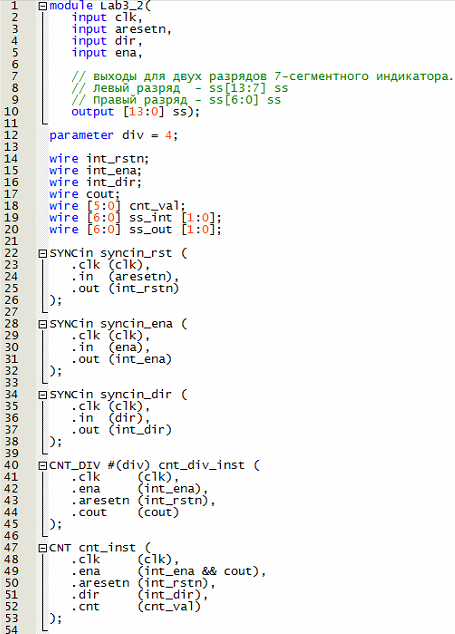 1 module Lab3_2(
2 input clk,
3 input aresetn,
4 input dir,
5 input ena,
6
7 // выходы для двух разрядов 7-сегментного индикатора.
8 // Левый разряд - ss[13:7] ss
9 // Правый разряд - ss[6:0] ss
10 output [13:0] ss);
11
12 parameter div = 4;
13
14 wire int_rstn;
15 wire int_ena;
16 wire int_dir;
17 wire cout;
18 wire [5:0] cnt_val;
19 wire [6:0] ss_int [1:0];
20 wire [6:0] ss_out [1:0];
21
22 SYNCin syncin_rst (
23 .clk (clk),
24 .in (aresetn),
25 .out (int_rstn)
26 );
27
28 SYNCin syncin_ena (
29 .clk (clk),
30 .in (ena),
31 .out (int_ena)
32 );
33
34 SYNCin syncin_dir (
35 .clk (clk),
36 .in (dir),
37 .out (int_dir)
38 );
39
40 CNT_DIV #(div) cnt_div_inst (
41 .clk (clk),
42 .ena (int_ena),
43 .aresetn (int_rstn),
44 .cout (cout)
45 );
46
47 CNT cnt_inst (
48 .clk (clk),
49 .ena (int_ena && cout),
50 .aresetn (int_rstn),
51 .dir (int_dir),
52 .cnt (cnt_val)
53 );
54